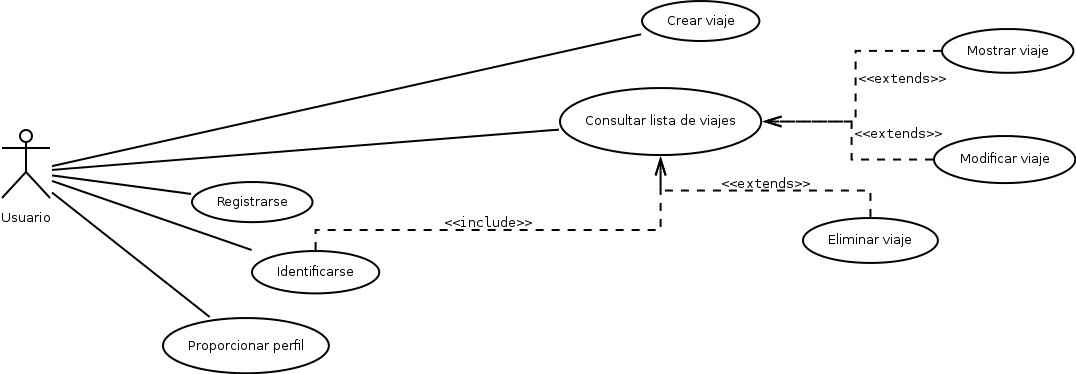 Crear viaje
Mostrar viaje
<<extends>>
Consultar lista de viajes
<<extends>>
Modificar viaje
<<extends>>
Registrarse
Usuario
<<include>>
Eliminar viaje
Identificarse
Proporcionar perfil